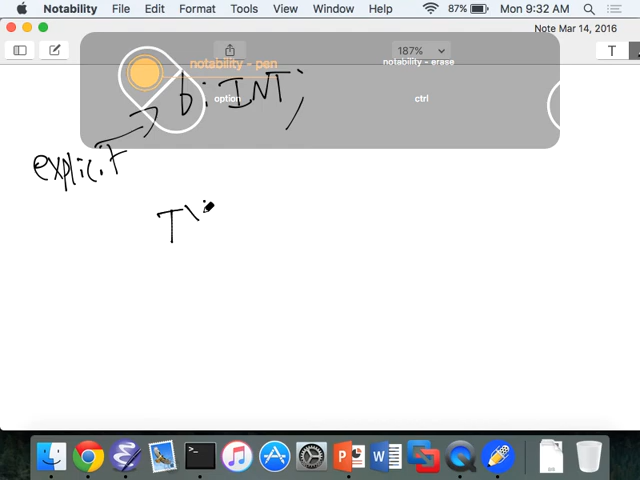 Notability File Edit Format Tools View Window Help 87% Mon 9:32 AM
Note Mar 14, 2016
187% T
notability - pen notability - erase
b: INT;
option ctrl
explicit